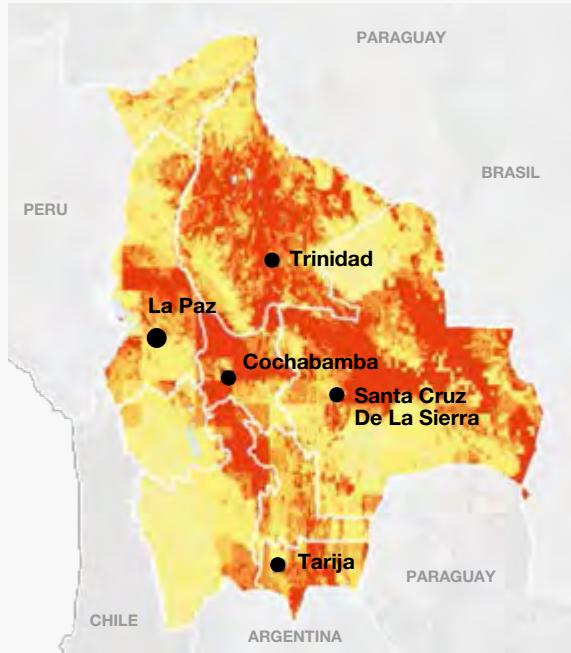 PARAGUAY
BRASIL
PERU
Trinidad
La Paz
Cochabamba
Santa Cruz
De La Sierra
Tarija
PARAGUAY
CHILE
ARGENTINA